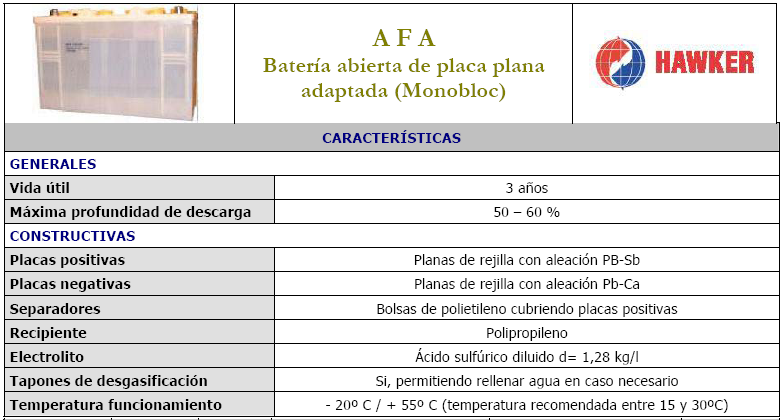 A F A
Batería abierta de placa plana
adaptada (Monobloc)
HAWKER
CARACTERÍSTICAS
GENERALES
Vida útil 3 años
Máxima profundidad de descarga 50 – 60 %
CONSTRUCTIVAS
Placas positivas Planas de rejilla con aleación PB-Sb
Placas negativas Planas de rejilla con aleación Pb-Ca
Separadores Bolsas de polietileno cubriendo placas positivas
Recipiente Polipropileno
Electrolito Ácido sulfúrico diluido d= 1,28 kg/l
Tapones de desgasificación Si, permitiendo rellenar agua en caso necesario
Temperatura funcionamiento - 20º C / + 55º C (temperatura recomendada entre 15 y 30ºC)